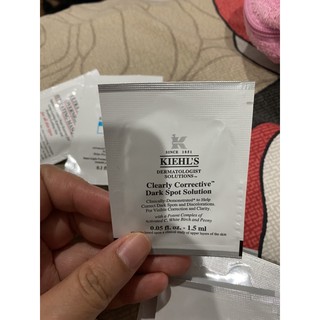 SINCE 1851
KIEHL'S
DERMATOLOGIST
SOLUTIONS™
Clearly Corrective™
Dark Spot Solution
Clinically-Demonstrated* to Help
Correct Dark Spots and Discolorations
For Visible Correction and Clarity.
with a Potent Complex of
Activated C, White Birch and Peony.
0.05 fl. oz. - 1.5 ml